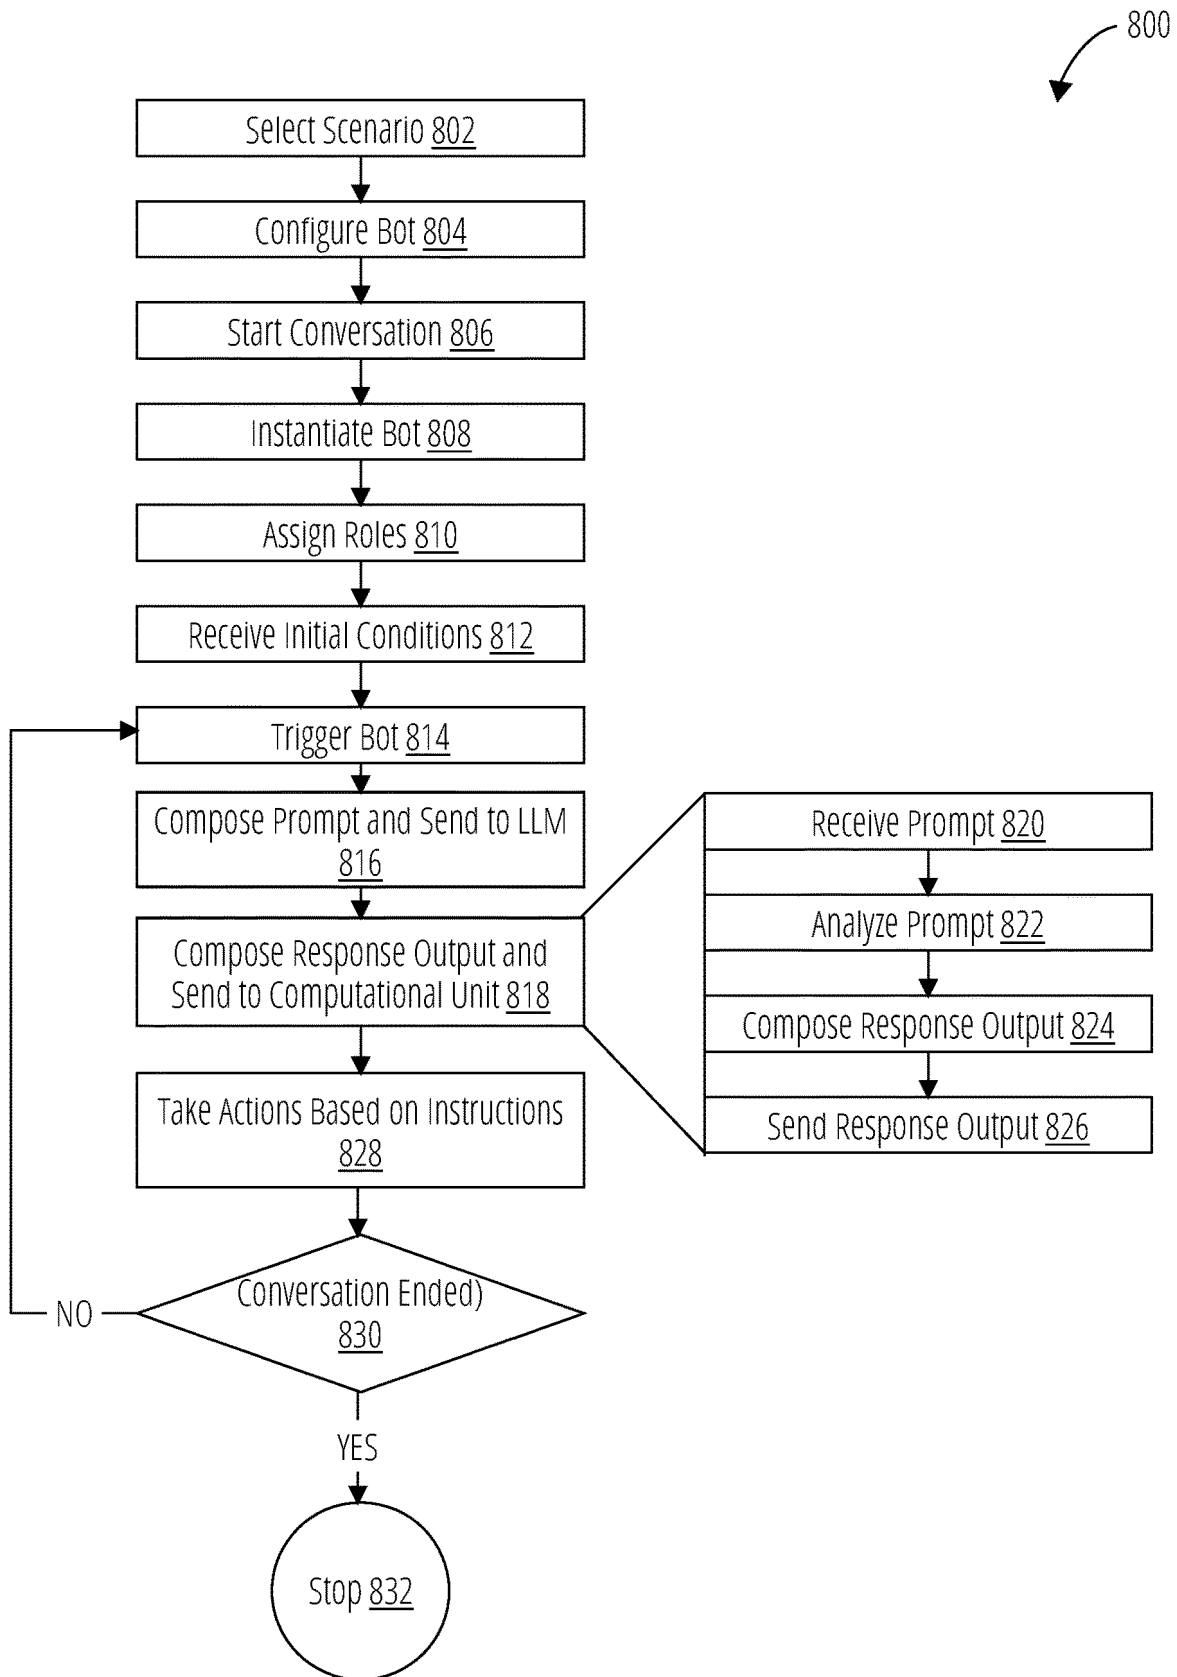 800
Select Scenario 802
Configure Bot 804
Start Conversation 806
Instantiate Bot 808
Assign Roles 810
Receive Initial Conditions 812
Trigger Bot 814
Compose Prompt and Send to LLM
816
Compose Response Output and
Send to Computational Unit 818
Receive Prompt 820
Analyze Prompt 822
Compose Response Output 824
Send Response Output 826
Take Actions Based on Instructions
828
Conversation Ended)
830
NO
YES
Stop 832